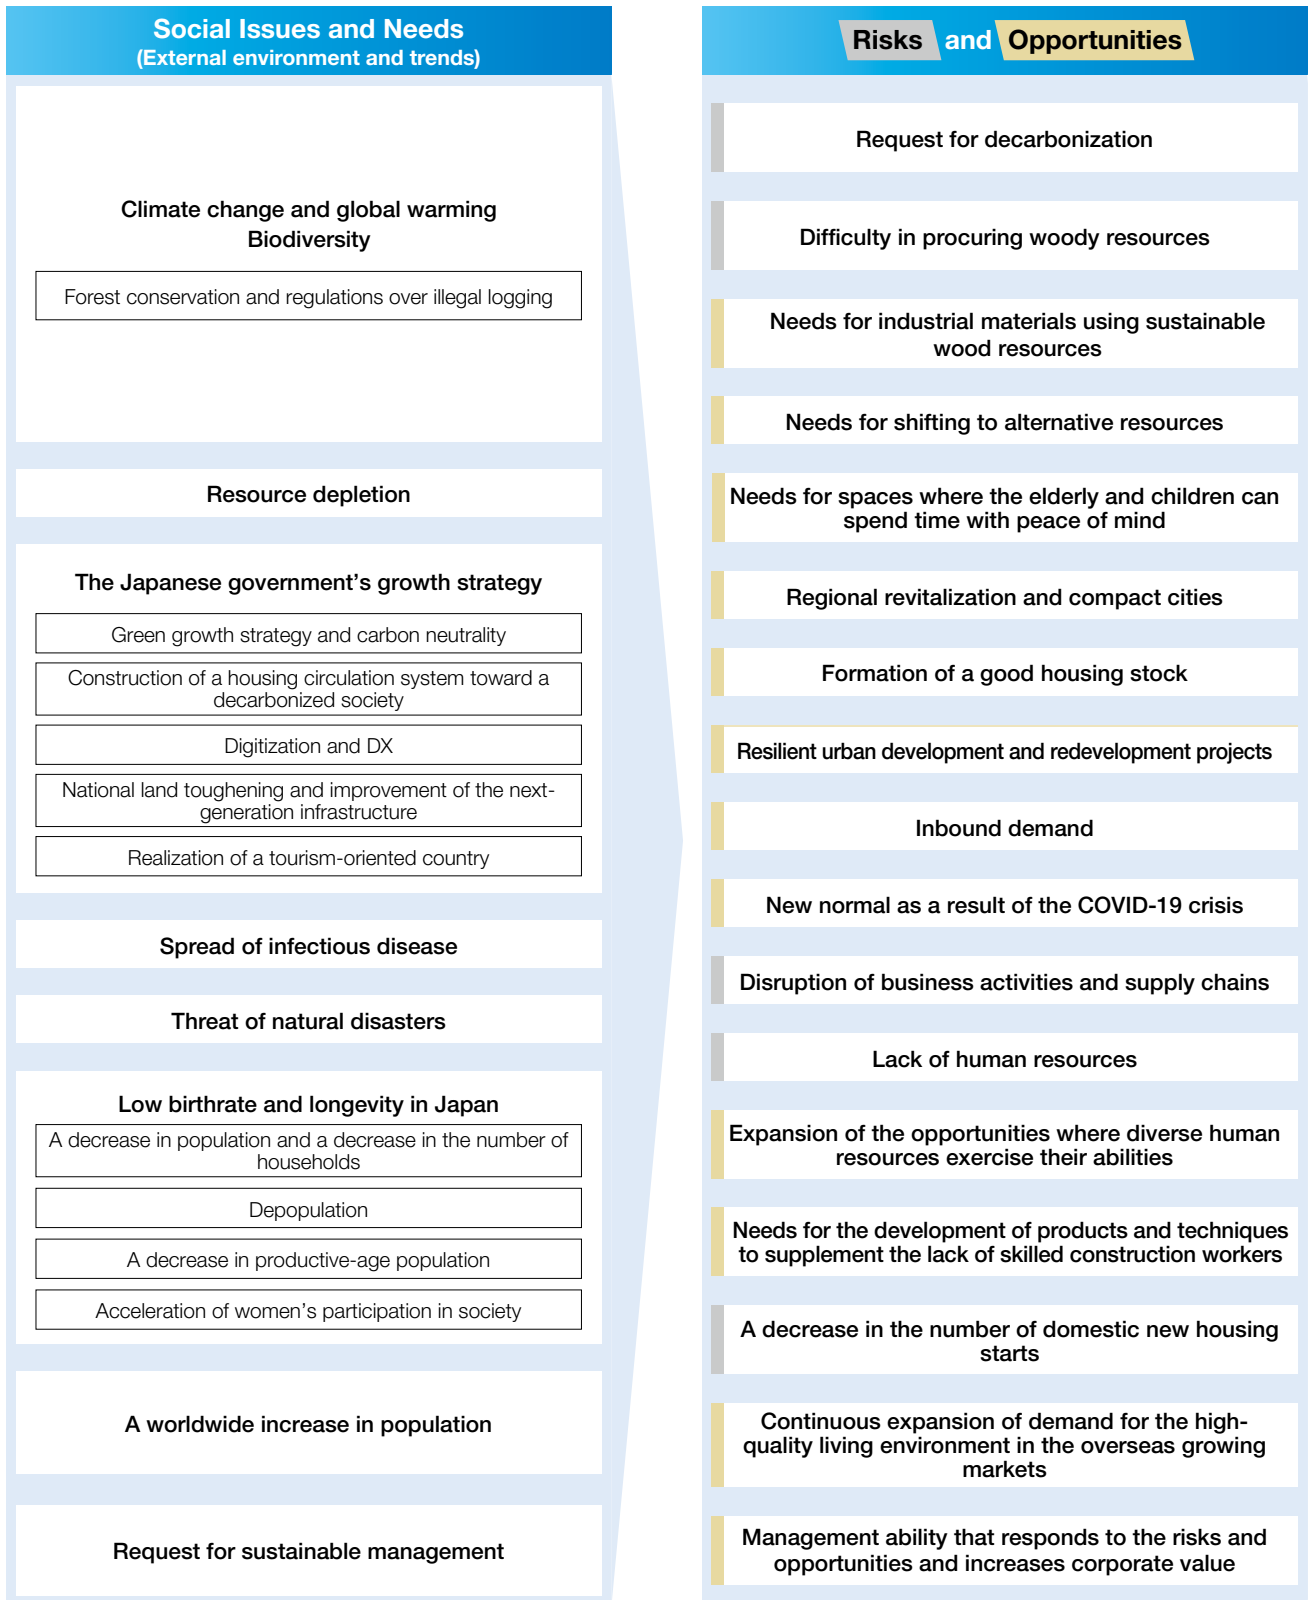 Social Issues and Needs
(External environment and trends)
Climate change and global warming
Biodiversity
Forest conservation and regulations over illegal logging
Resource depletion
The Japanese government’s growth strategy
Green growth strategy and carbon neutrality
Construction of a housing circulation system toward a
decarbonized society
Digitization and DX
National land toughening and improvement of the next-
generation infrastructure
Realization of a tourism-oriented country
Spread of infectious disease
Threat of natural disasters
Low birthrate and longevity in Japan
A decrease in population and a decrease in the number of
households
Depopulation
A decrease in productive-age population
Acceleration of women’s participation in society
A worldwide increase in population
Request for sustainable management
Risks and Opportunities
Request for decarbonization
Difficulty in procuring woody resources
Needs for industrial materials using sustainable
wood resources
Needs for shifting to alternative resources
Needs for spaces where the elderly and children can
spend time with peace of mind
Regional revitalization and compact cities
Formation of a good housing stock
Resilient urban development and redevelopment projects
Inbound demand
New normal as a result of the COVID-19 crisis
Disruption of business activities and supply chains
Lack of human resources
Expansion of the opportunities where diverse human
resources exercise their abilities
Needs for the development of products and techniques
to supplement the lack of skilled construction workers
A decrease in the number of domestic new housing
starts
Continuous expansion of demand for the high-
quality living environment in the overseas growing
markets
Management ability that responds to the risks and
opportunities and increases corporate value